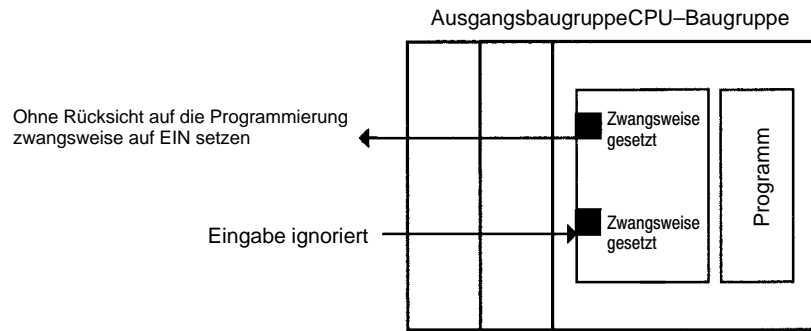 AusgangsbaugruppeCPU–Baugruppe
Ohne Rücksicht auf die Programmierung
zwangsweise auf EIN setzen
Zwangsweise
gesetzt
Eingabe ignoriert
Zwangsweise
gesetzt
Programm